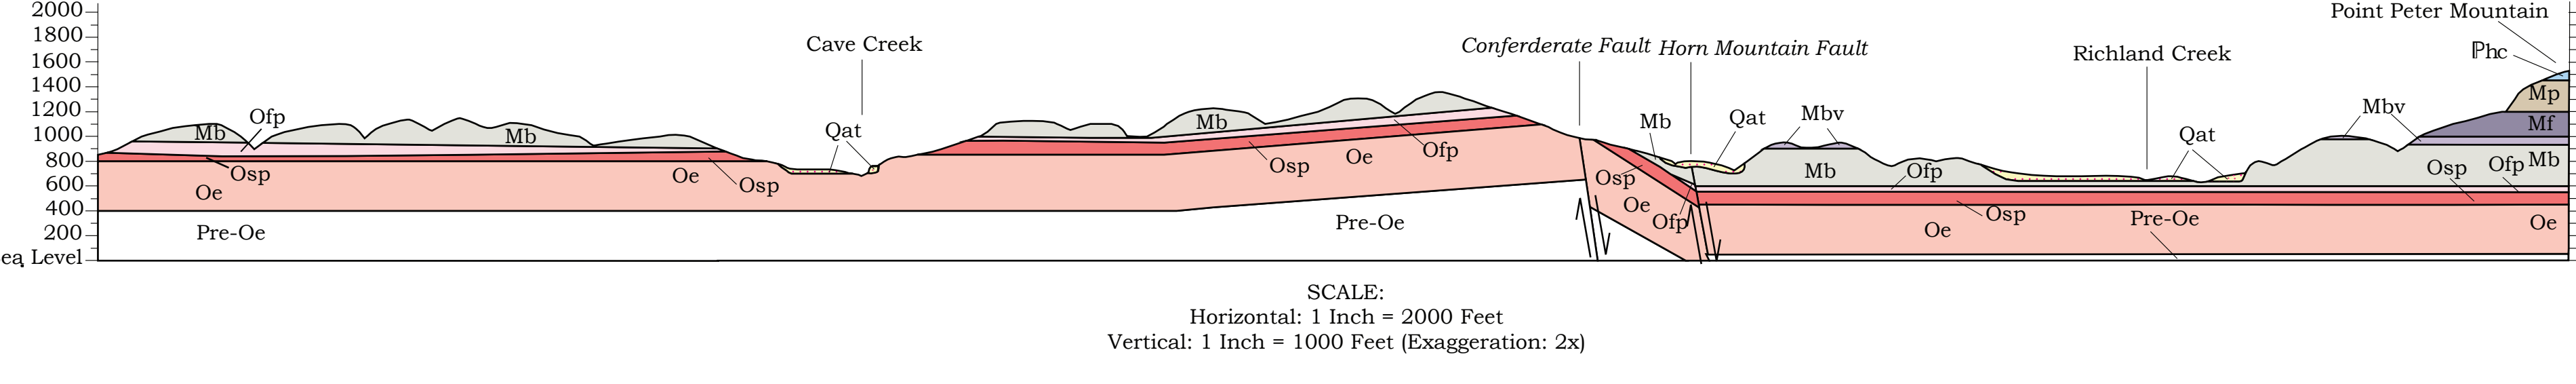 2000
1800
1600
1400
1200
1000
800
600
400
200
ea Level
Cave Creek
Conferderate Fault
Horn Mountain Fault
Richland Creek
Point Peter Mountain
ℙhc
Mp
Mf
Mb
Mbv
Ofp
Mb
Ofp
Mb
Qat
Osp
Oe
Oe
Osp
Pre-Oe
Mb
Osp
Oe
Ofp
Pre-Oe
Mb
Qat
Mbv
Osp
Oe
Ofp
Mb
Ofp
Osp
Oe
Pre-Oe
Qat
Osp
Oe
SCALE:
Horizontal: 1 Inch = 2000 Feet
Vertical: 1 Inch = 1000 Feet (Exaggeration: 2x)